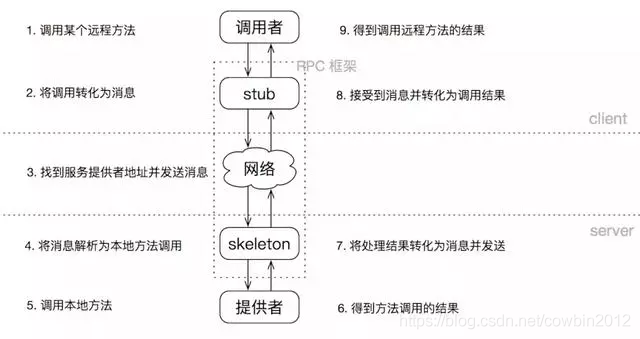 1. 调用某个远程方法
调用者
9. 得到调用远程方法的结果
RPC 框架
2. 将调用转化为消息
stub
8. 接受到消息并转化为调用结果
client
3. 找到服务提供者地址并发送消息
网络
server
4. 将消息解析为本地方法调用
skeleton
7. 将处理结果转化为消息并发送
5. 调用本地方法
提供者
6. 得到方法调用的结果
https://blog.csdn.net/cowbin2012